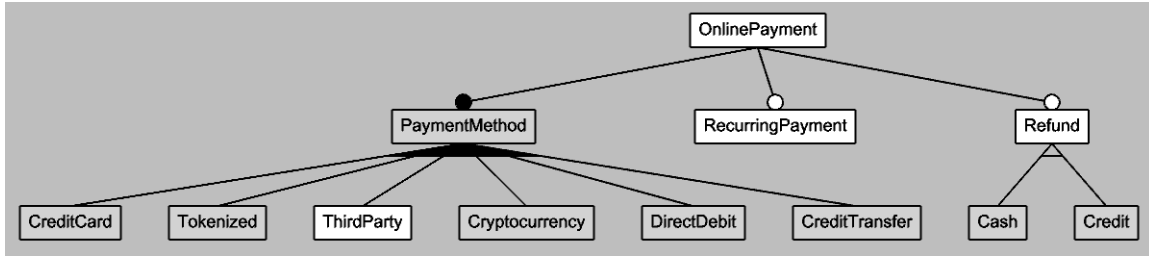 OnlinePayment
PaymentMethod RecurringPayment Refund
CreditCard Tokenized ThirdParty Cryptocurrency DirectDebit CreditTransfer Cash Credit